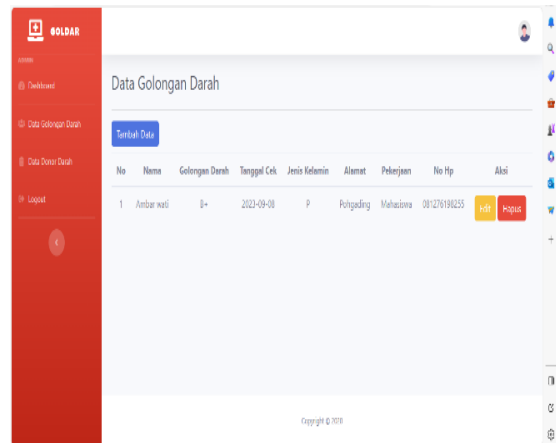 GOLDAR
ADMIN
Dashboard
Data Golongan Darah
Data Donor Darah
Logout
Data Golongan Darah
Tambah Data
No Nama Golongan Darah Tanggal Cek Jenis Kelamin Alamat Pekerjaan No Hp Aksi
1 Ambar wati B+ 2023-09-08 P Pohgading Mahasiswa 081276198255 Edit Hapus
Copyright © 2020